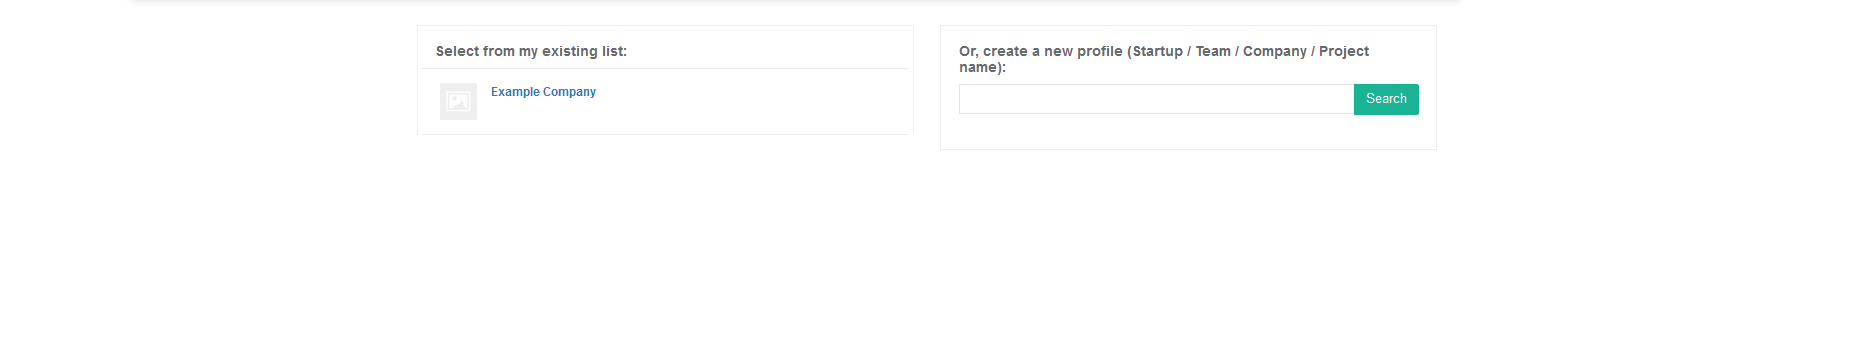 Select from my existing list:
Example Company
Or, create a new profile (Startup / Team / Company / Project
name):
Search